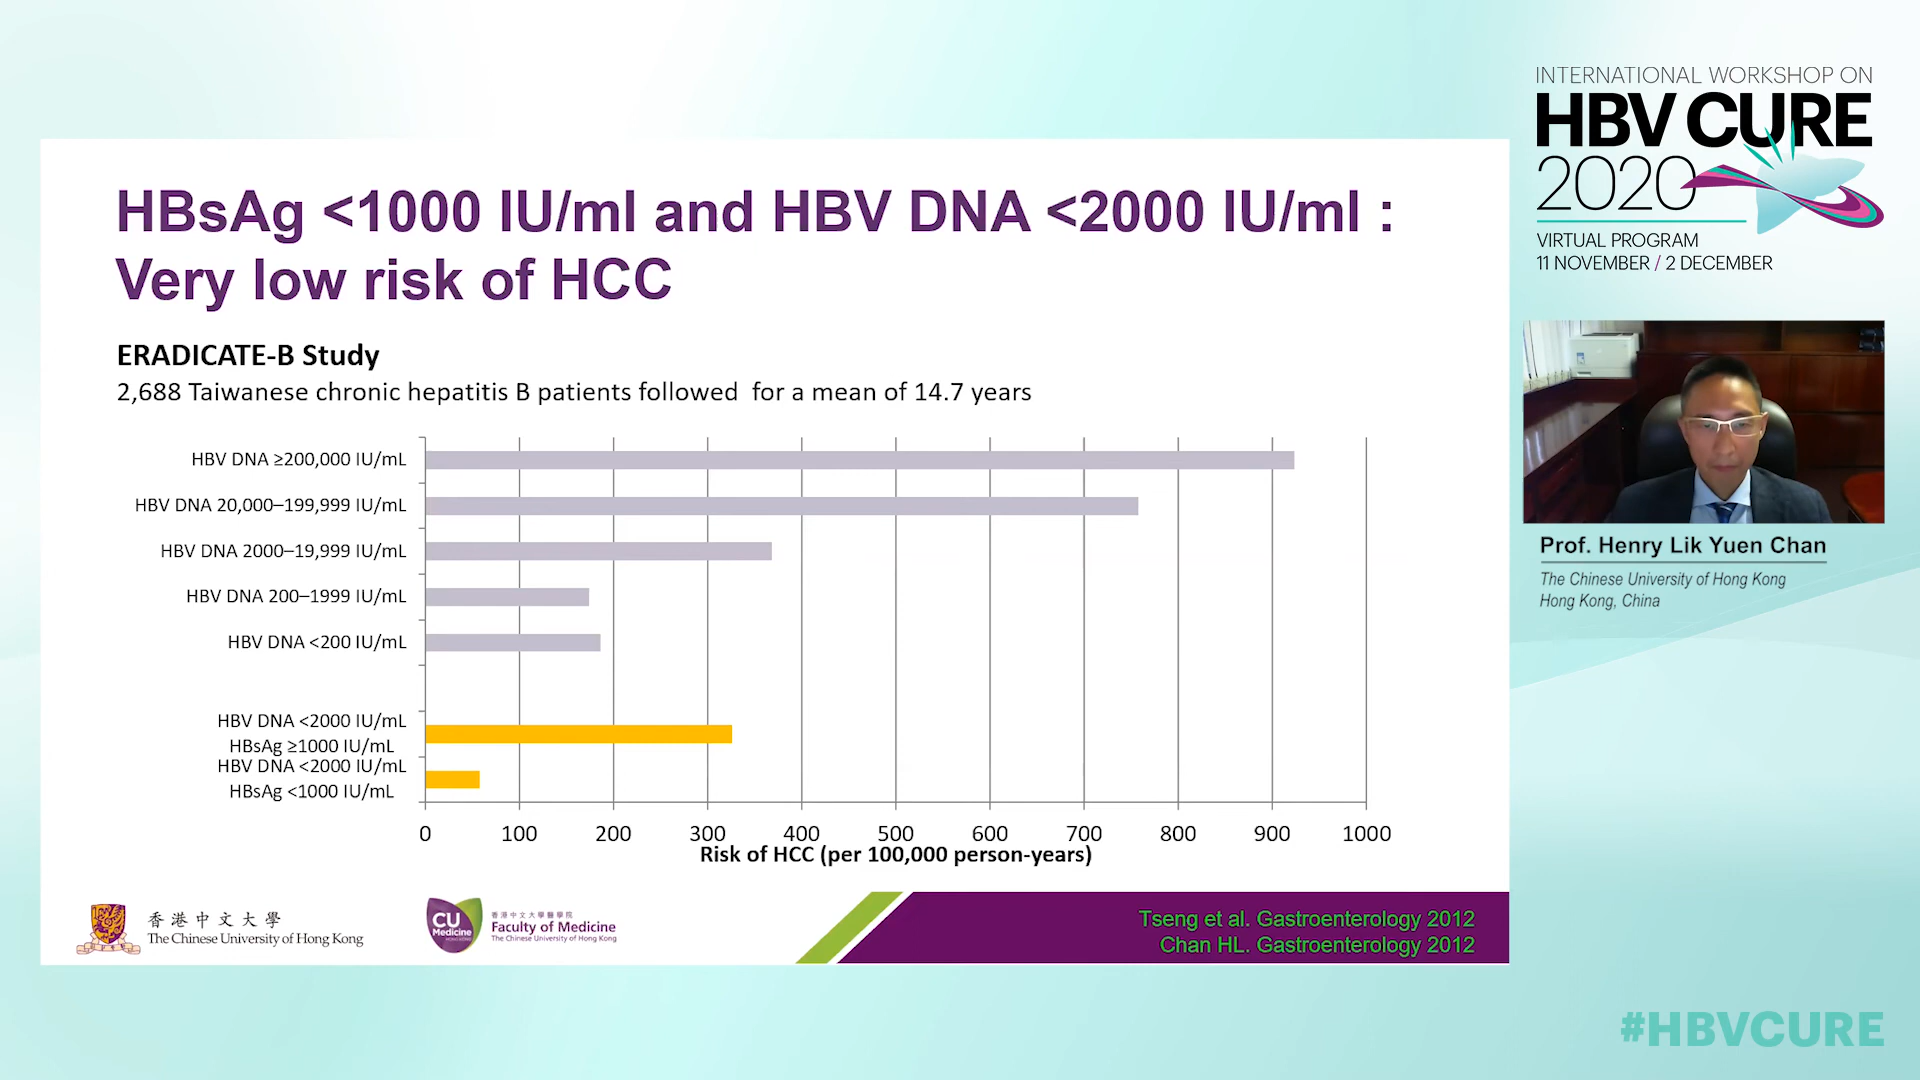 INTERNATIONAL WORKSHOP ON
HBV CURE
2020
VIRTUAL PROGRAM
11 NOVEMBER / 2 DECEMBER
HBsAg <1000 IU/ml and HBV DNA <2000 IU/ml :
Very low risk of HCC
ERADICATE-B Study
2,688 Taiwanese chronic hepatitis B patients followed for a mean of 14.7 years
HBV DNA ≥200,000 IU/mL
HBV DNA 20,000–199,999 IU/mL
HBV DNA 2000–19,999 IU/mL
HBV DNA 200–1999 IU/mL
HBV DNA <200 IU/mL
HBV DNA <2000 IU/mL
HBsAg ≥1000 IU/mL
HBV DNA <2000 IU/mL
HBsAg <1000 IU/mL
0 100 200 300 400 500 600 700 800 900 1000
Risk of HCC (per 100,000 person-years)
Prof. Henry Lik Yuen Chan
The Chinese University of Hong Kong
Hong Kong, China
香港中文大學
The Chinese University of Hong Kong
CU
Medicine
HONG KONG
香港中文大學醫學院
Faculty of Medicine
The Chinese University of Hong Kong
Tseng et al. Gastroenterology 2012
Chan HL. Gastroenterology 2012
#HBVCURE